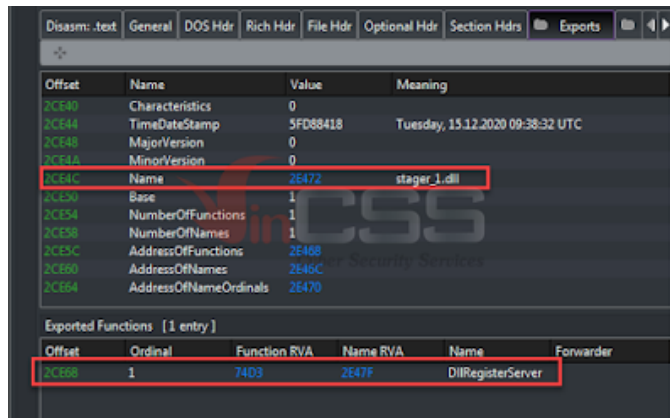 Disasm: .text General DOS Hdr Rich Hdr File Hdr Optional Hdr Section Hdrs Exports
Offset Name Value Meaning
2CE40 Characteristics 0
2CE44 TimeDateStamp 5FD88418 Tuesday, 15.12.2020 09:38:32 UTC
2CE48 MajorVersion 0
2CE4A MinorVersion 0
2CE4C Name 2E472 stager_1.dll
2CE50 Base 1
2CE54 NumberOfFunctions 1
2CE58 NumberOfNames 1
2CE5C AddressOfFunctions 2E468
2CE60 AddressOfNames 2E46C
2CE64 AddressOfNameOrdinals 2E470
VinCSS
Cyber Security Services
Exported Functions [ 1 entry ]
Offset Ordinal Function RVA Name RVA Name Forwarder
2CE68 1 74D3 2E47F DllRegisterServer